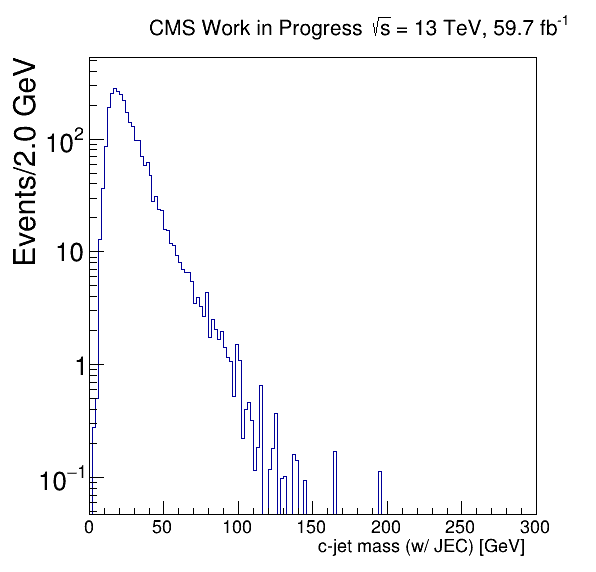 CMS Work in Progress √s = 13 TeV, 59.7 fb⁻¹
Events/2.0 GeV
10²
10
1
10⁻¹
0 50 100 150 200 250 300
c-jet mass (w/ JEC) [GeV]